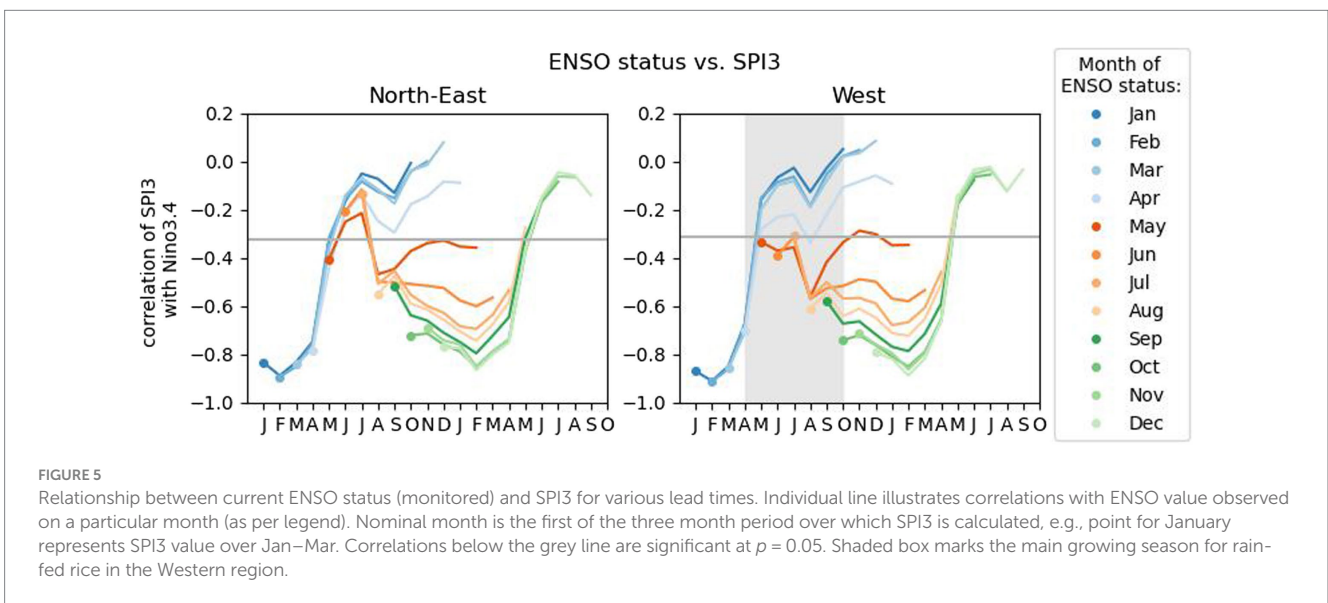 ENSO status vs. SPI3
North-East
West
correlation of SPI3
with Nino3.4
0.2
0.0
−0.2
−0.4
−0.6
−0.8
−1.0
J F M A M J J A S O N D J F M A M J J A S O
0.2
0.0
−0.2
−0.4
−0.6
−0.8
−1.0
J F M A M J J A S O N D J F M A M J J A S O
Month of
ENSO status:
Jan
Feb
Mar
Apr
May
Jun
Jul
Aug
Sep
Oct
Nov
Dec
FIGURE 5
Relationship between current ENSO status (monitored) and SPI3 for various lead times. Individual line illustrates correlations with ENSO value observed
on a particular month (as per legend). Nominal month is the first of the three month period over which SPI3 is calculated, e.g., point for January
represents SPI3 value over Jan–Mar. Correlations below the grey line are significant at p = 0.05. Shaded box marks the main growing season for rain-
fed rice in the Western region.